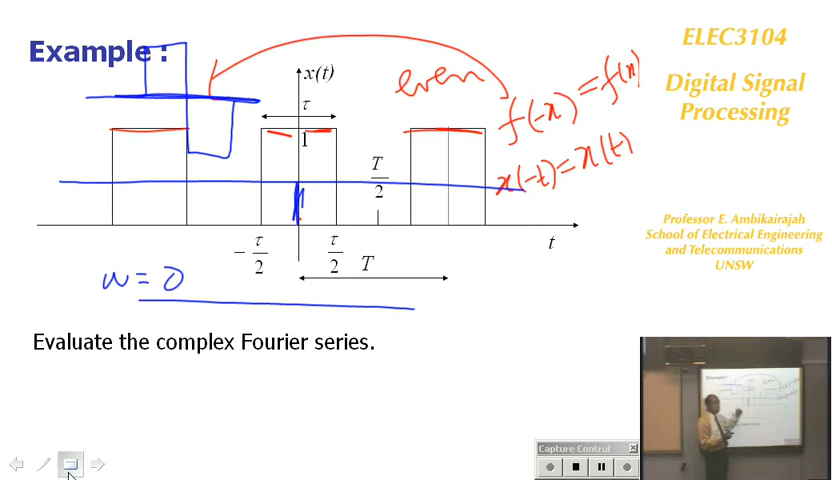 Example :
ELEC3104
Digital Signal
Processing
x(t)
τ
1
even
f(-x) = f(x)
x(-t) = x(t)
T/2
- τ/2
τ/2
T
t
w = 0
Professor E. Ambikairajah
School of Electrical Engineering
and Telecommunications
UNSW
Evaluate the complex Fourier series.
Capture Control